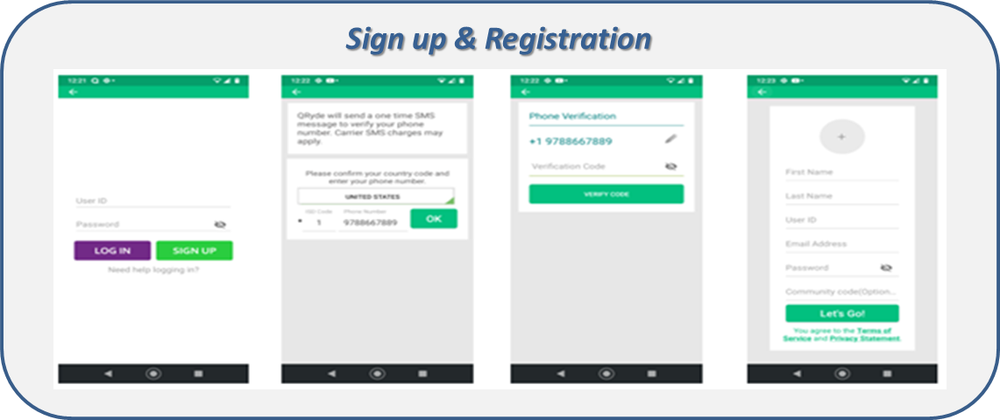 Sign up & Registration
12:21
User ID
Password
LOG IN
SIGN UP
Need help logging in?
12:22
QRyde will send a one time SMS
message to verify your phone
number. Carrier SMS charges may
apply.
Please confirm your country code and
enter your phone number.
UNITED STATES
Code
Phone Number
1
9788667889
OK
12:22
Phone Verification
+1 9788667889
Verification Code
VERIFY CODE
12:23
+
First Name
Last Name
User ID
Email Address
Password
Community code(Option...
Let's Go!
You agree to the Terms of
Service and Privacy Statement.